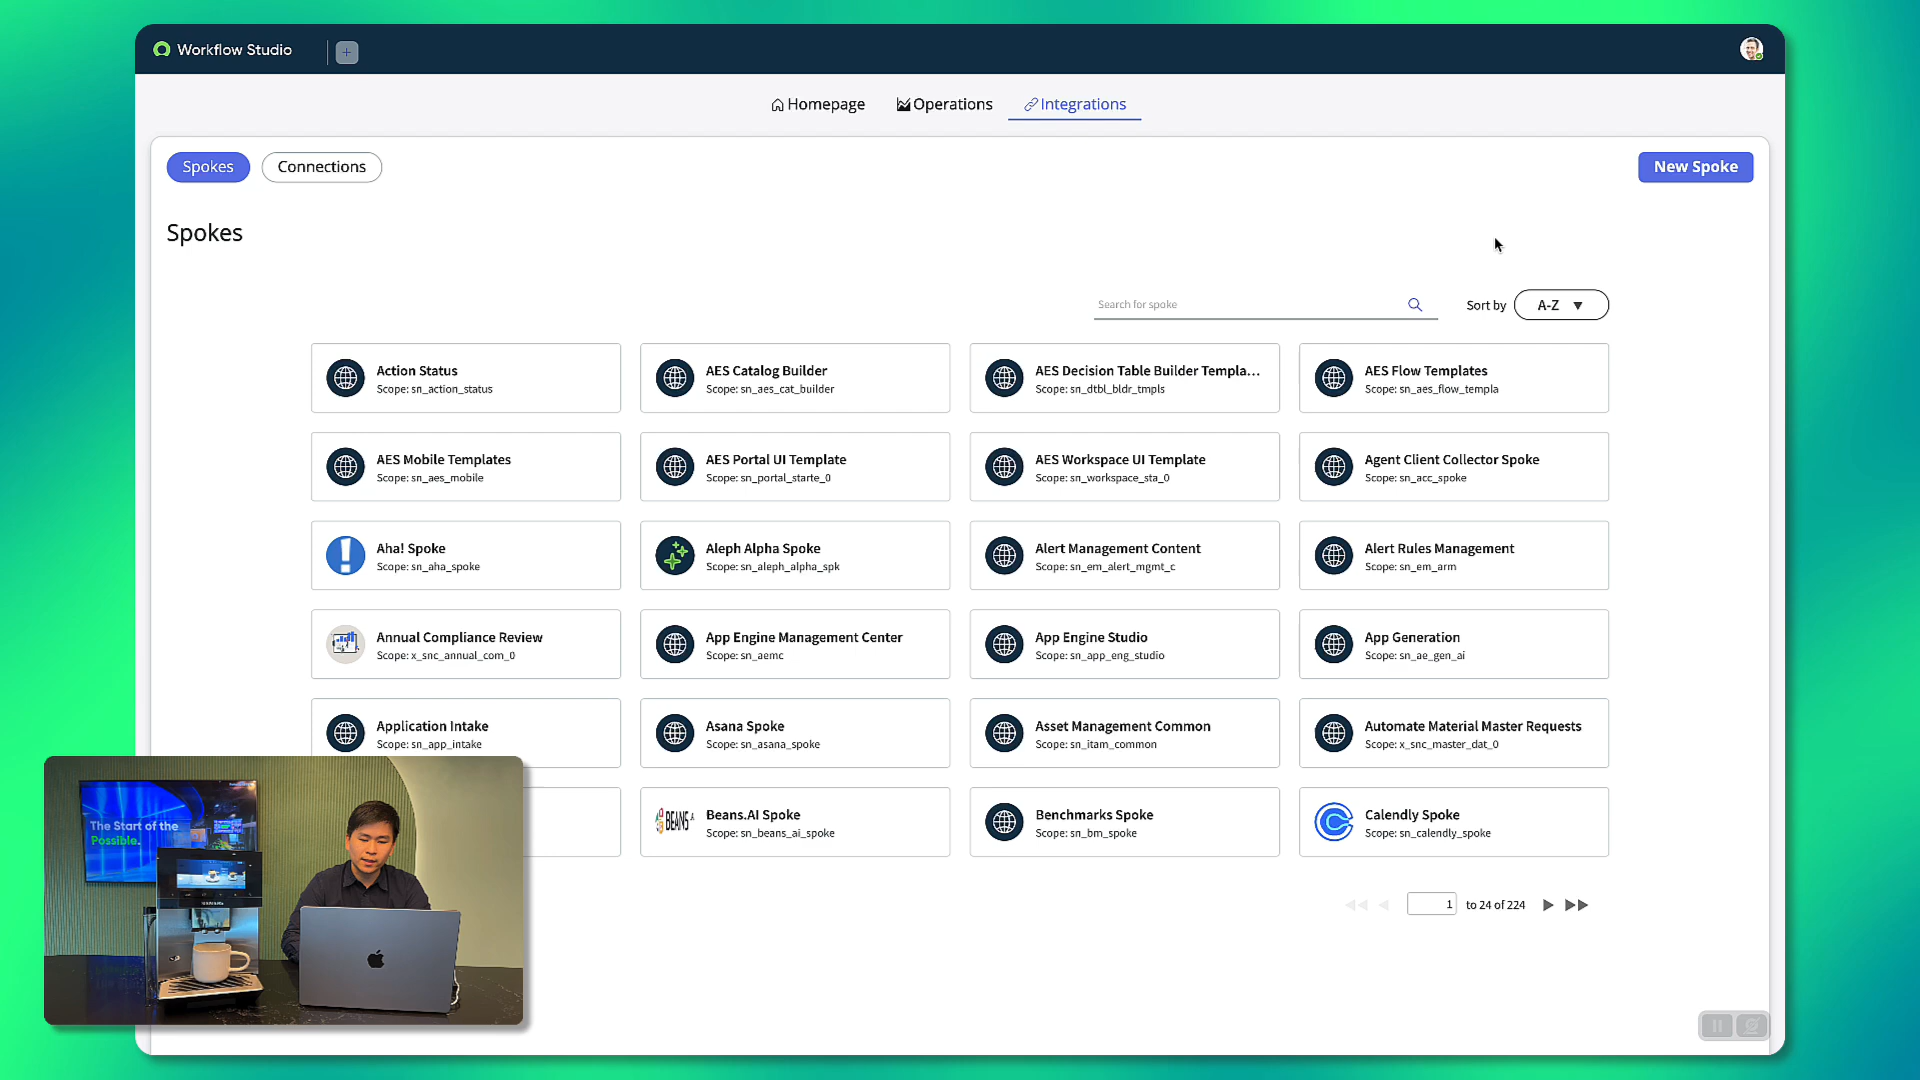 Workflow Studio
Homepage
Operations
Integrations
Spokes
Connections
New Spoke
Spokes
Search for spoke
Sort by
A-Z
Action Status
Scope: sn_action_status
AES Catalog Builder
Scope: sn_aes_cat_builder
AES Decision Table Builder Templa...
Scope: sn_dtbl_bldr_tmpls
AES Flow Templates
Scope: sn_aes_flow_templa
AES Mobile Templates
Scope: sn_aes_mobile
AES Portal UI Template
Scope: sn_portal_starte_0
AES Workspace UI Template
Scope: sn_workspace_sta_0
Agent Client Collector Spoke
Scope: sn_acc_spoke
Aha! Spoke
Scope: sn_aha_spoke
Aleph Alpha Spoke
Scope: sn_aleph_alpha_spk
Alert Management Content
Scope: sn_em_alert_mgmt_c
Alert Rules Management
Scope: sn_em_arm
Annual Compliance Review
Scope: x_snc_annual_com_0
App Engine Management Center
Scope: sn_aemc
App Engine Studio
Scope: sn_app_eng_studio
App Generation
Scope: sn_ae_gen_ai
Application Intake
Scope: sn_app_intake
Asana Spoke
Scope: sn_asana_spoke
Asset Management Common
Scope: sn_itam_common
Automate Material Master Requests
Scope: x_snc_master_dat_0
BEANS
Beans.AI Spoke
Scope: sn_beans_ai_spoke
Benchmarks Spoke
Scope: sn_bm_spoke
Calendly Spoke
Scope: sn_calendly_spoke
1 to 24 of 224
The Start of the
Possible.